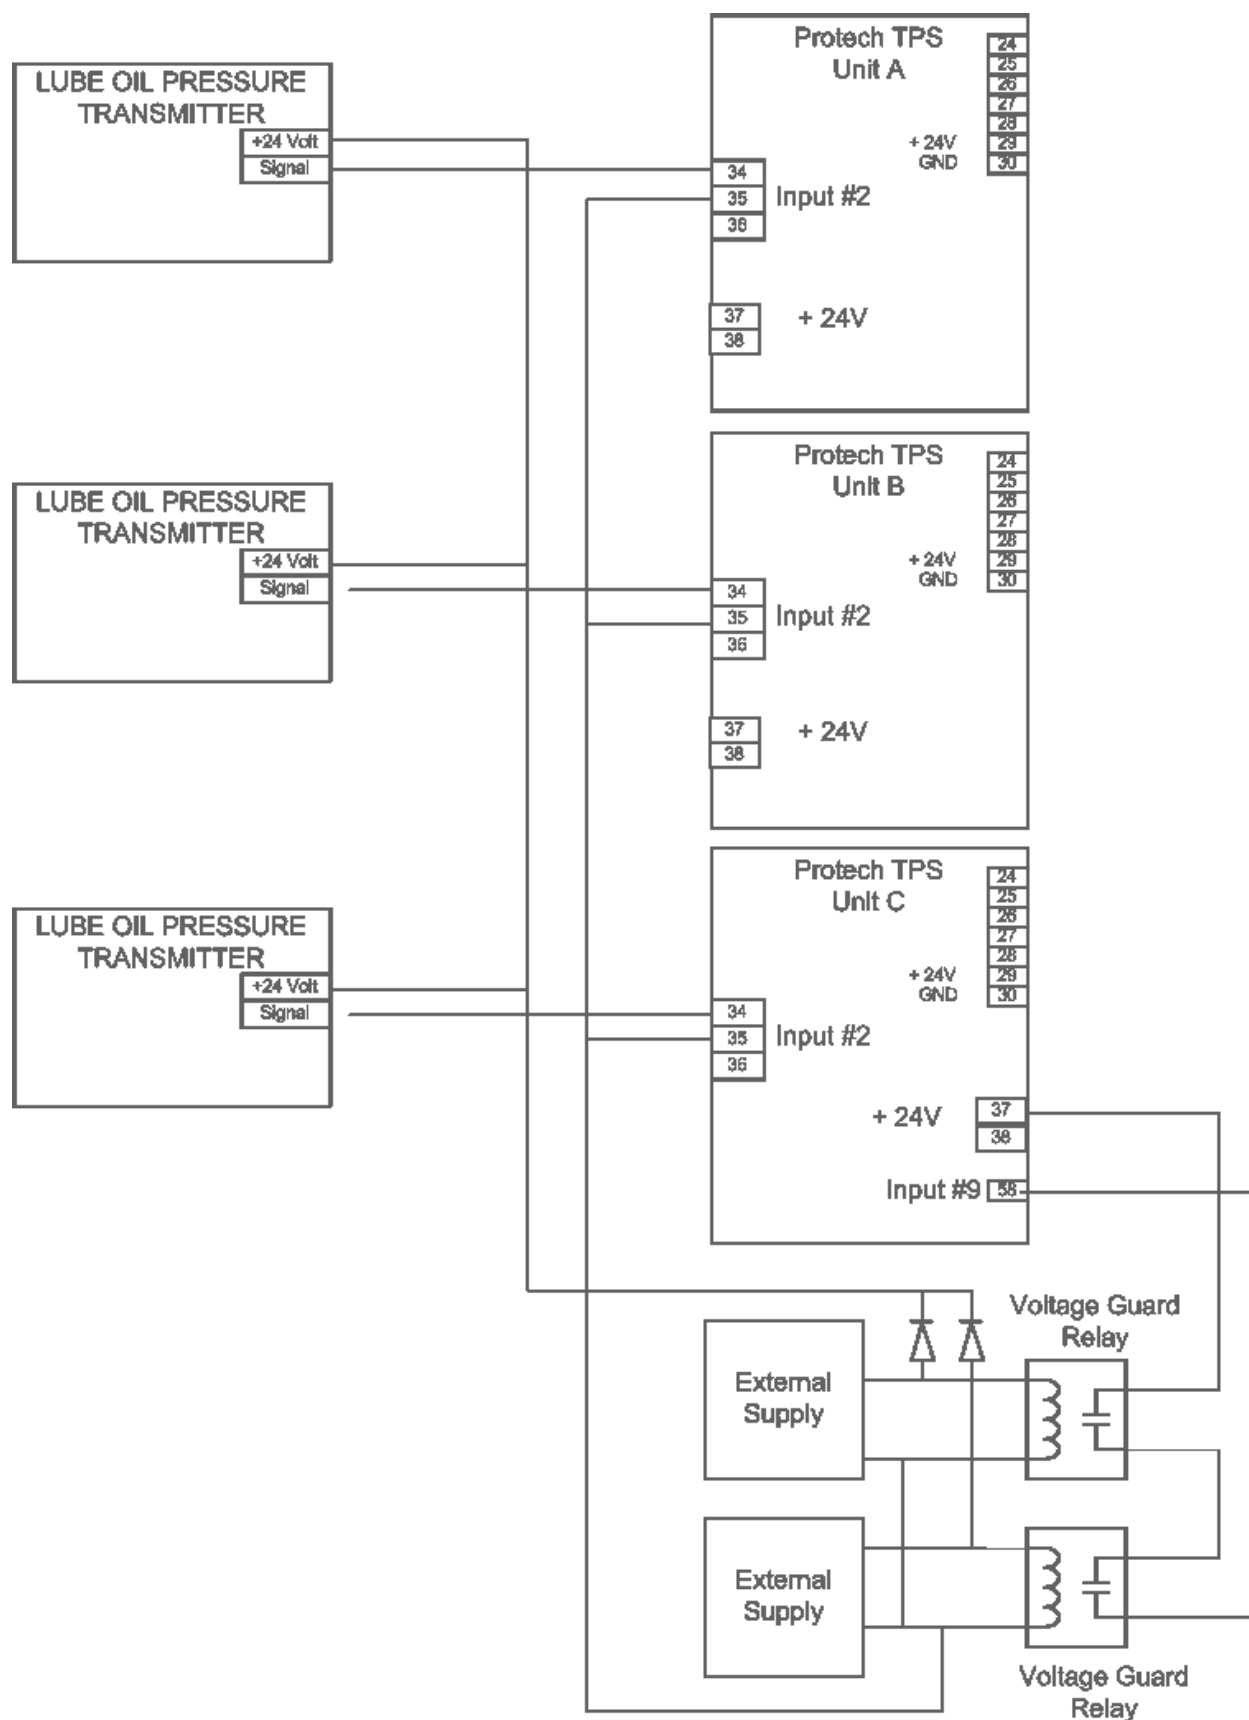 LUBE OIL PRESSURE
TRANSMITTER
+24 Volt
Signal
Protech TPS
Unit A
24
25
26
27
28
+ 24V 29
GND 30
34
35 Input #2
36
37 + 24V
38
LUBE OIL PRESSURE
TRANSMITTER
+24 Volt
Signal
Protech TPS
Unit B
24
25
26
27
28
+ 24V 29
GND 30
34
35 Input #2
36
37 + 24V
38
LUBE OIL PRESSURE
TRANSMITTER
+24 Volt
Signal
Protech TPS
Unit C
24
25
26
27
28
+ 24V 29
GND 30
34
35 Input #2
36
+ 24V 37
38
Input #9 58
Voltage Guard
Relay
External
Supply
External
Supply
Voltage Guard
Relay